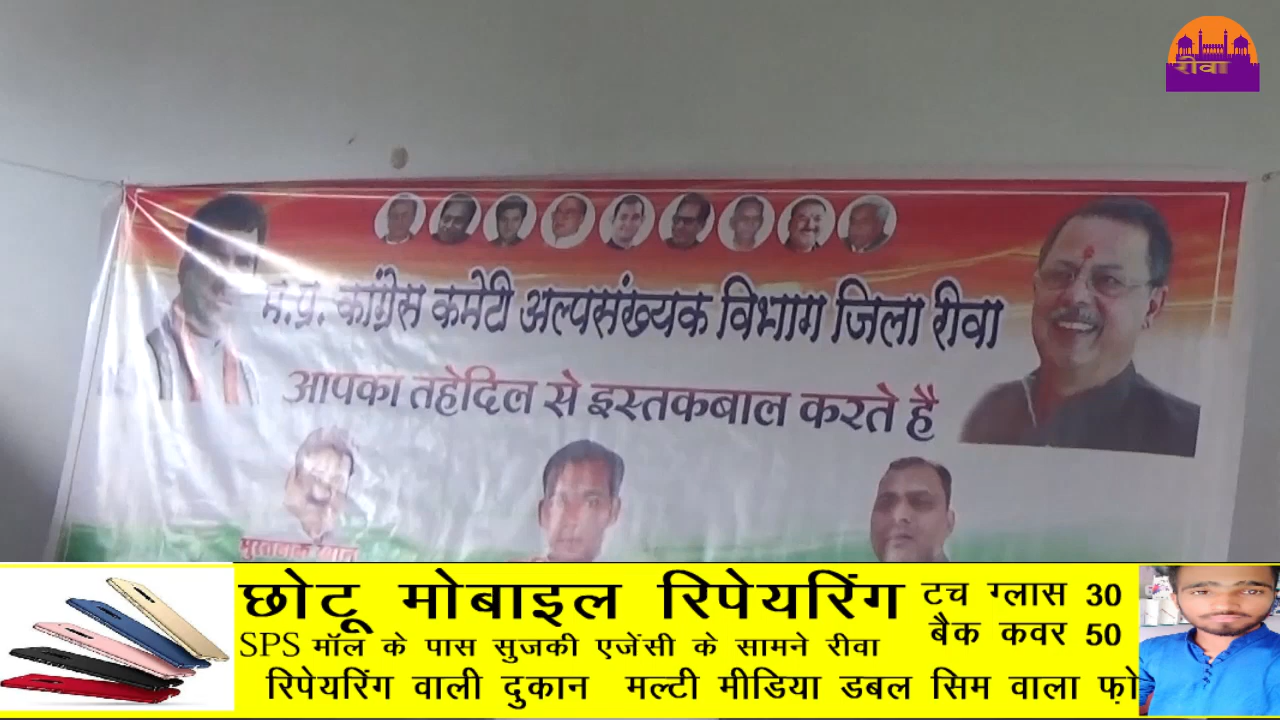 रीवा
म.प्र. कांग्रेस कमेटी अल्पसंख्यक विभाग जिला रीवा
आपका तहेदिल से इस्तकबाल करते है
छोटू मोबाइल रिपेयरिंग
टच ग्लास 30
SPS मॉल के पास सुजकी एजेंसी के सामने रीवा
बैक कवर 50
रिपेयरिंग वाली दुकान मल्टी मीडिया डबल सिम वाला फ़ो